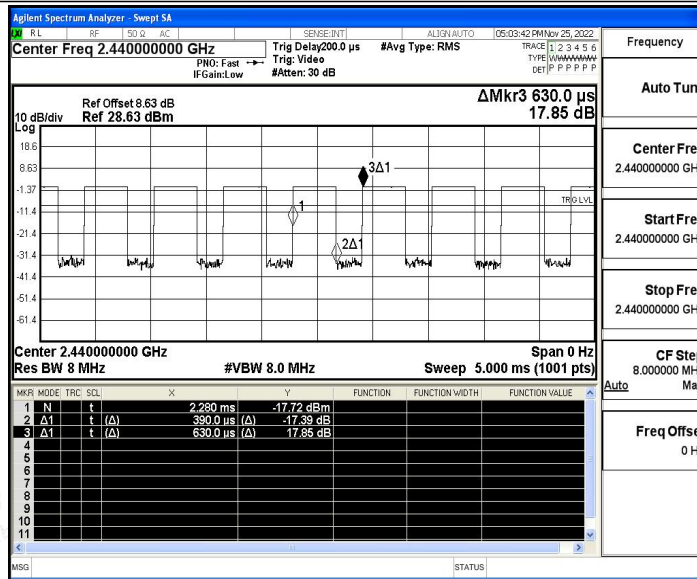 Agilent Spectrum Analyzer - Swept SA
RL RF 50 Ω AC SENSE:INT ALIGN AUTO 05:03:42 PM Nov 25, 2022
Center Freq 2.440000000 GHz
PNO: Fast
IFGain:Low
Trig Delay200.0 µs
Trig: Video
#Atten: 30 dB
#Avg Type: RMS
TRACE 1 2 3 4 5 6
TYPE WWWWWW
DET P P P P P P
ΔMkr3 630.0 µs
17.85 dB
Ref Offset 8.63 dB
10 dB/div Ref 28.63 dBm
Log
18.6
8.63
-1.37
-11.4
-21.4
-31.4
-41.4
-51.4
-61.4
3Δ1
TRIG LVL
1
2Δ1
Center 2.440000000 GHz Span 0 Hz
Res BW 8 MHz #VBW 8.0 MHz Sweep 5.000 ms (1001 pts)
MKR MODE TRC SCL X Y FUNCTION FUNCTION WIDTH FUNCTION VALUE
1 N t 2.280 ms -17.72 dBm
2 Δ1 t (Δ) 390.0 µs (Δ) -17.39 dB
3 Δ1 t (Δ) 630.0 µs (Δ) 17.85 dB
4
5
6
7
8
9
10
11
MSG STATUS
Frequency
Auto Tun
Center Fre
2.440000000 GH
Start Fre
2.440000000 GH
Stop Fre
2.440000000 GH
CF Step
8.000000 MH
Auto Ma
Freq Offse
0 H